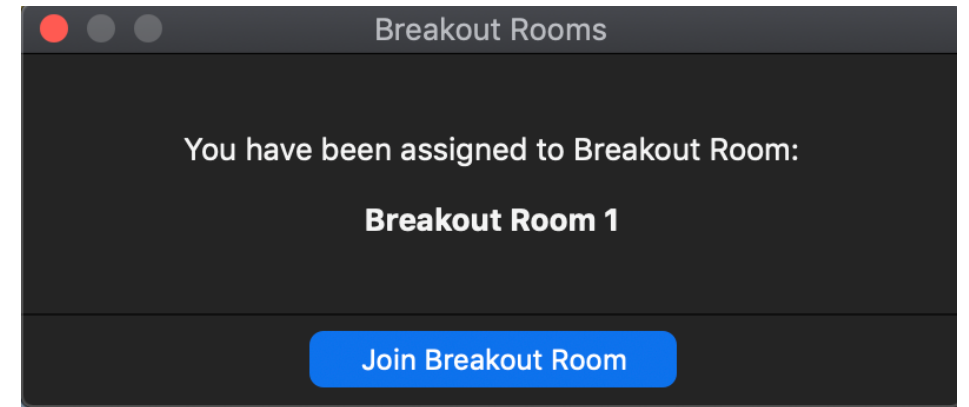 Breakout Rooms
You have been assigned to Breakout Room:
Breakout Room 1
Join Breakout Room